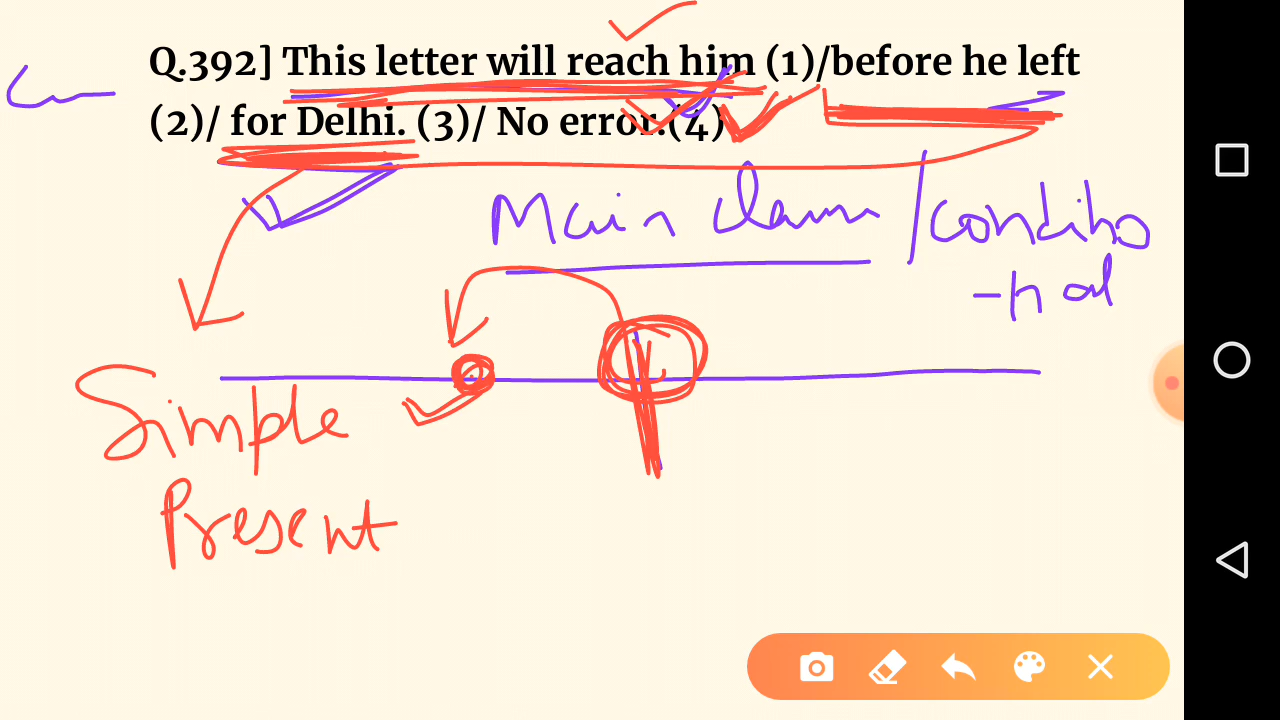 Q.392] This letter will reach him (1)/before he left
(2)/ for Delhi. (3)/ No error.(4)
Main clause /conditio
-nal
Simple
Present